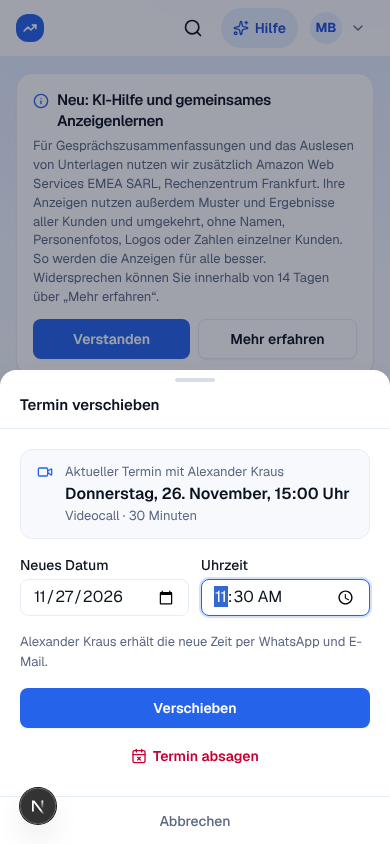 Hilfe
MB
Neu: KI-Hilfe und gemeinsames
Anzeigenlernen
Für Gesprächszusammenfassungen und das Auslesen
von Unterlagen nutzen wir zusätzlich Amazon Web
Services EMEA SARL, Rechenzentrum Frankfurt. Ihre
Anzeigen nutzen außerdem Muster und Ergebnisse
aller Kunden und umgekehrt, ohne Namen,
Personenfotos, Logos oder Zahlen einzelner Kunden.
So werden die Anzeigen für alle besser.
Widersprechen können Sie innerhalb von 14 Tagen
über „Mehr erfahren“.
Verstanden
Mehr erfahren
Termin verschieben
Aktueller Termin mit Alexander Kraus
Donnerstag, 26. November, 15:00 Uhr
Videocall · 30 Minuten
Neues Datum
Uhrzeit
11/27/2026
11:30 AM
Alexander Kraus erhält die neue Zeit per WhatsApp und E-
Mail.
Verschieben
Termin absagen
N
Abbrechen